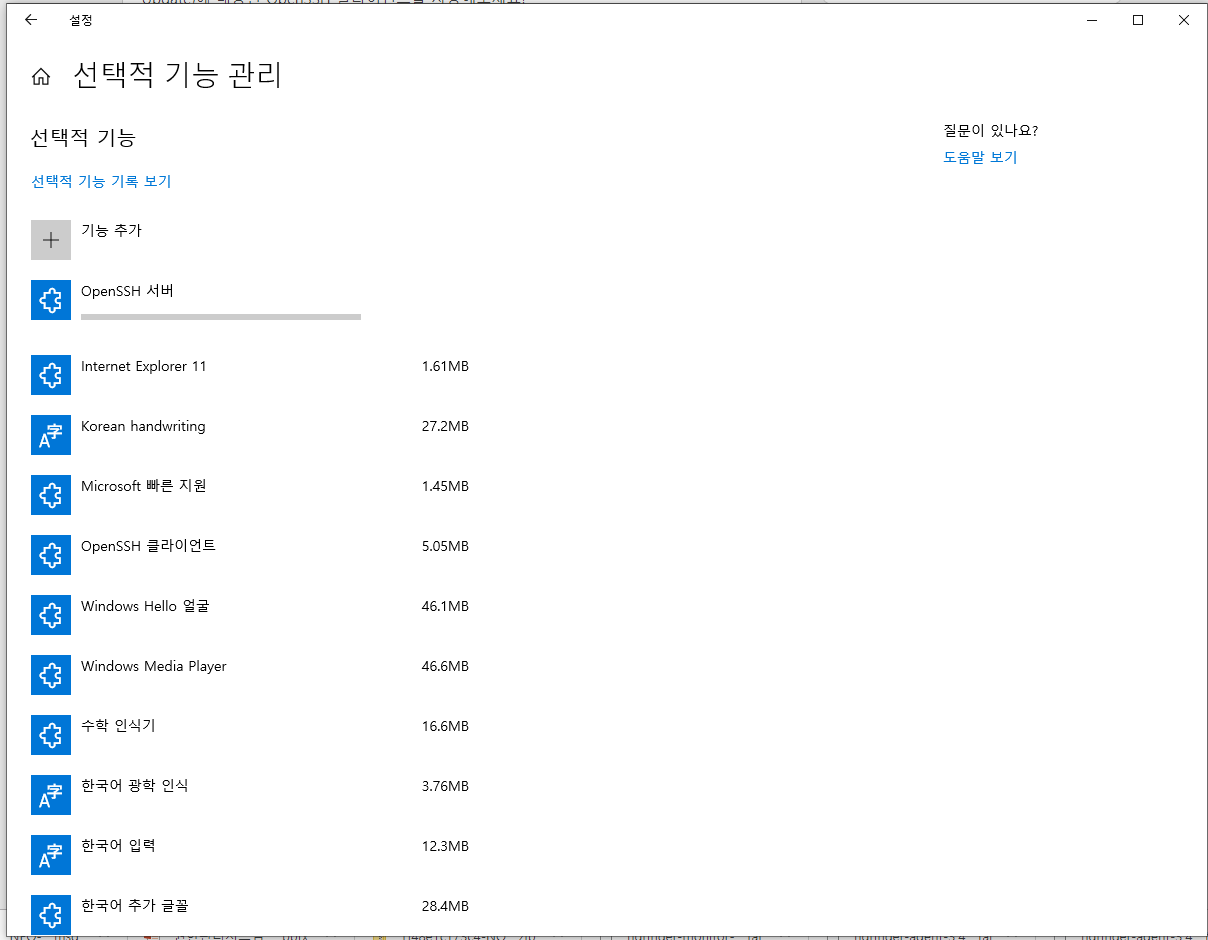 설정
선택적 기능 관리
선택적 기능
질문이 있나요?
도움말 보기
선택적 기능 기록 보기
기능 추가
OpenSSH 서버
Internet Explorer 11 1.61MB
Korean handwriting 27.2MB
Microsoft 빠른 지원 1.45MB
OpenSSH 클라이언트 5.05MB
Windows Hello 얼굴 46.1MB
Windows Media Player 46.6MB
수학 인식기 16.6MB
한국어 광학 인식 3.76MB
한국어 입력 12.3MB
한국어 추가 글꼴 28.4MB